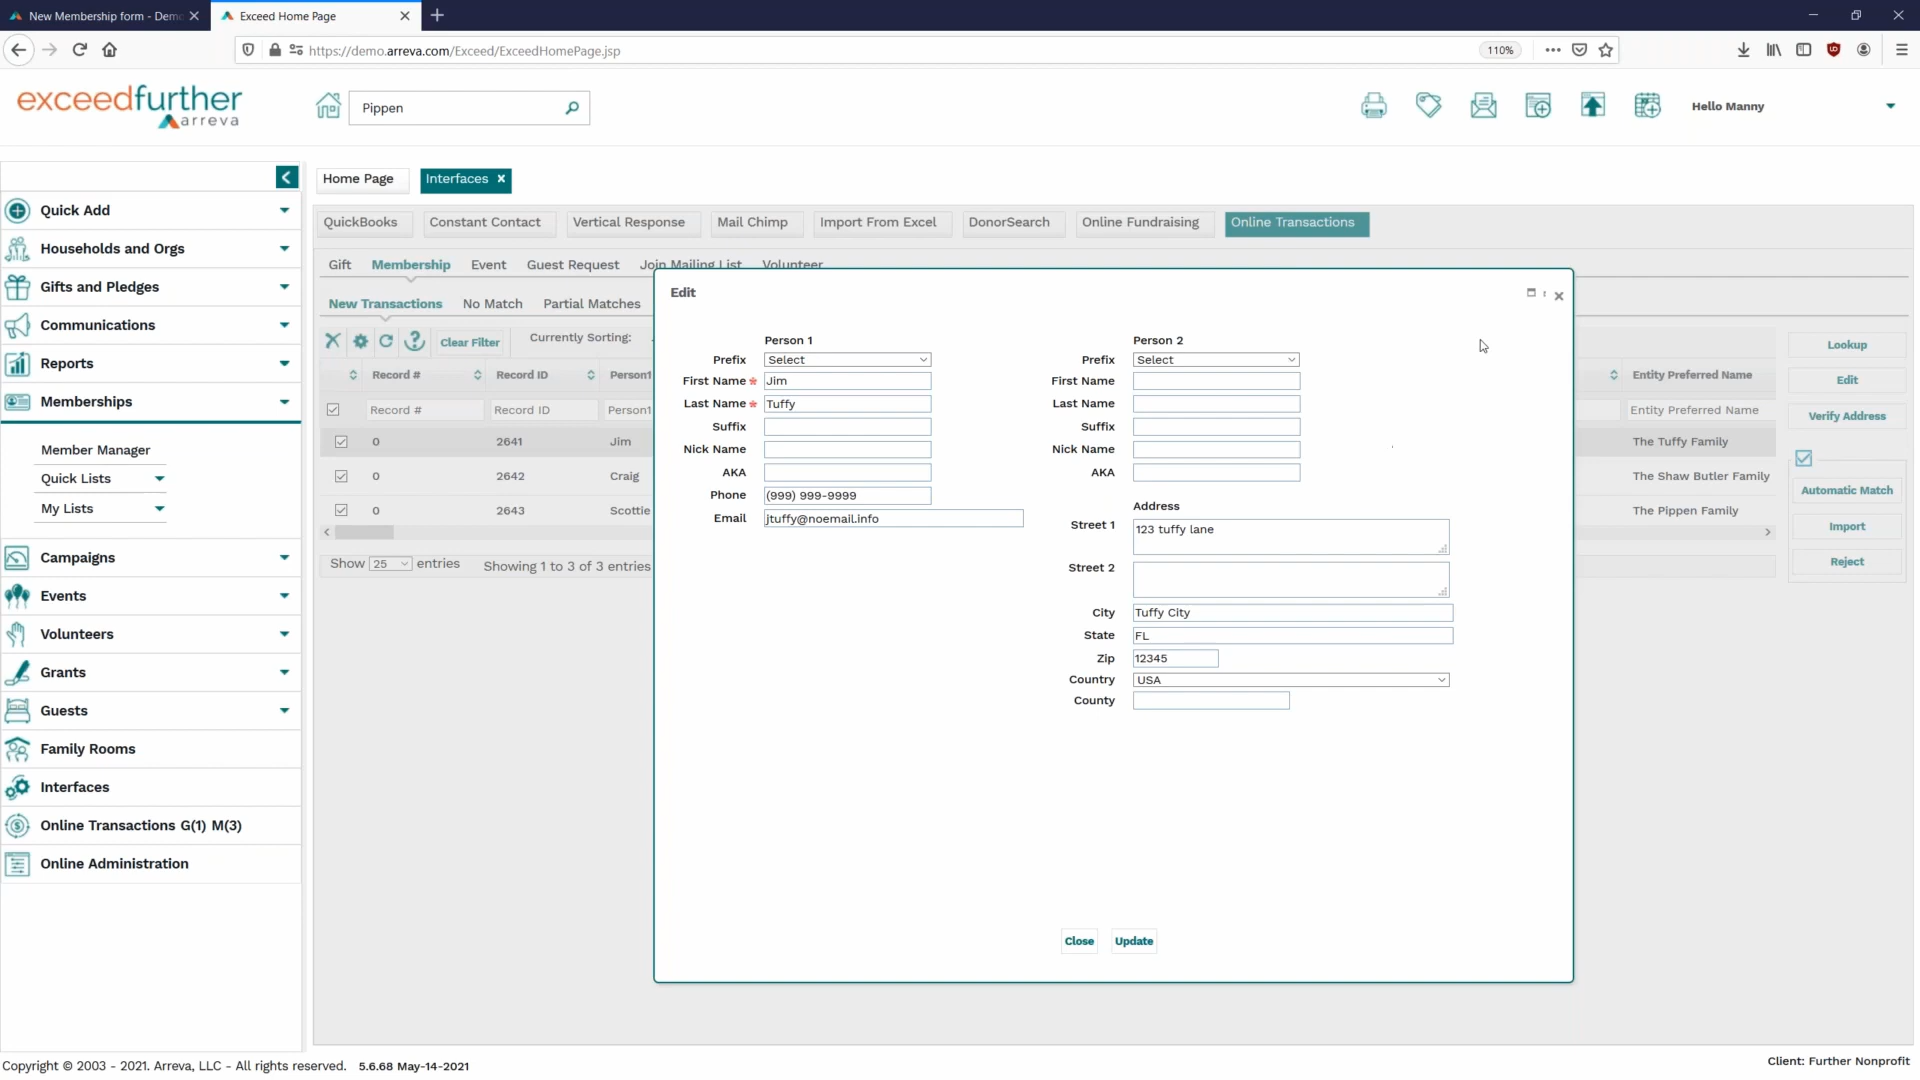 New Membership form - Demo
Exceed Home Page
https://demo.arreva.com/Exceed/ExceedHomePage.jsp
110%
exceedfurther
arreva
Pippen
Hello Manny
Home Page
Interfaces
Quick Add
Households and Orgs
Gifts and Pledges
Communications
Reports
Memberships
Member Manager
Quick Lists
My Lists
Campaigns
Events
Volunteers
Grants
Guests
Family Rooms
Interfaces
Online Transactions G(1) M(3)
Online Administration
QuickBooks Constant Contact Vertical Response Mail Chimp Import From Excel DonorSearch Online Fundraising Online Transactions
Gift Membership Event Guest Request Join Mailing List Volunteer
New Transactions No Match Partial Matches
Clear Filter Currently Sorting:
Record # Record ID Person1 Entity Preferred Name
Record # Record ID Person1 Entity Preferred Name
0 2641 Jim The Tuffy Family
0 2642 Craig The Shaw Butler Family
0 2643 Scottie The Pippen Family
Show 25 entries Showing 1 to 3 of 3 entries
Lookup
Edit
Verify Address
Automatic Match
Import
Reject
Edit
Person 1
Prefix Select
First Name * Jim
Last Name * Tuffy
Suffix
Nick Name
AKA
Phone (999) 999-9999
Email jtuffy@noemail.info
Person 2
Prefix Select
First Name
Last Name
Suffix
Nick Name
AKA
Address
Street 1 123 tuffy lane
Street 2
City Tuffy City
State FL
Zip 12345
Country USA
County
Close Update
Copyright © 2003 - 2021. Arreva, LLC - All rights reserved. 5.6.68 May-14-2021
Client: Further Nonprofit